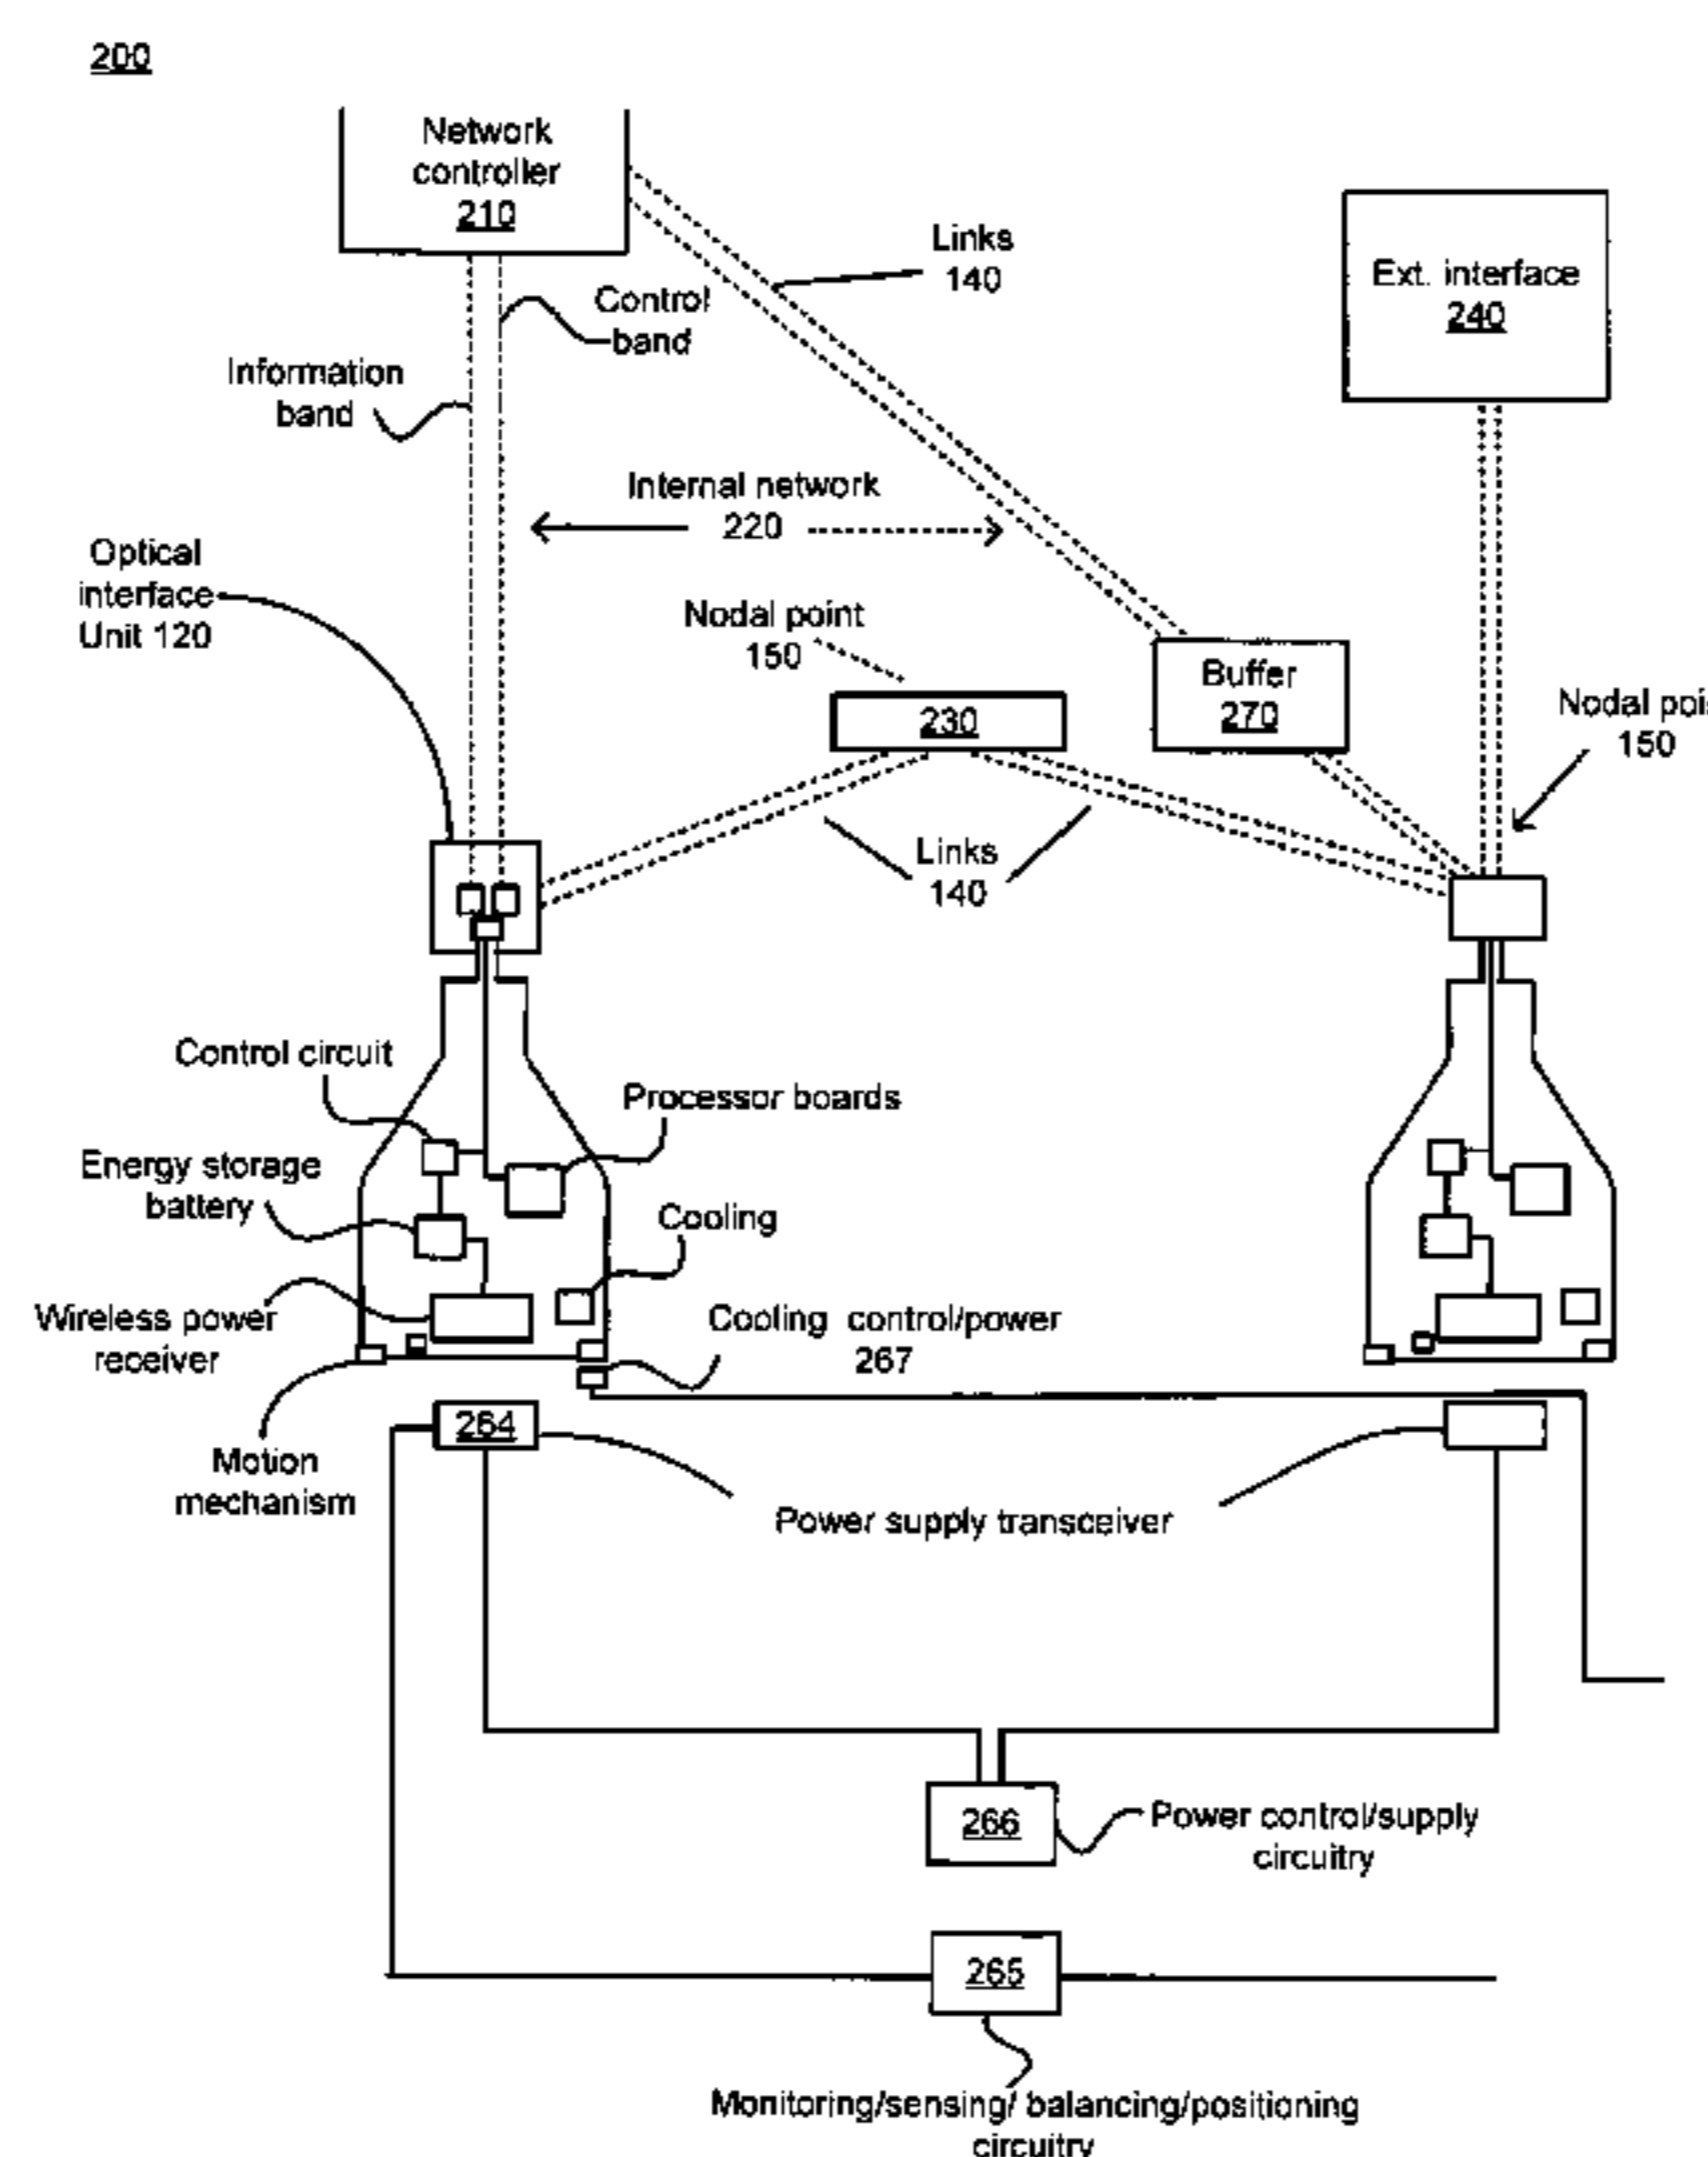 200
Network
controller
210
Links
140
Ext. interface
240
Control
band
Information
band
Internal network
220
Optical
interface
Unit 120
Nodal point
150
Buffer
270
230
Nodal poi
150
Links
140
Control circuit
Processor boards
Energy storage
battery
Cooling
Wireless power
receiver
Cooling control/power
267
264
Motion
mechanism
Power supply transceiver
266
Power control/supply
circuitry
265
Monitoring/sensing/ balancing/positioning
circuitry